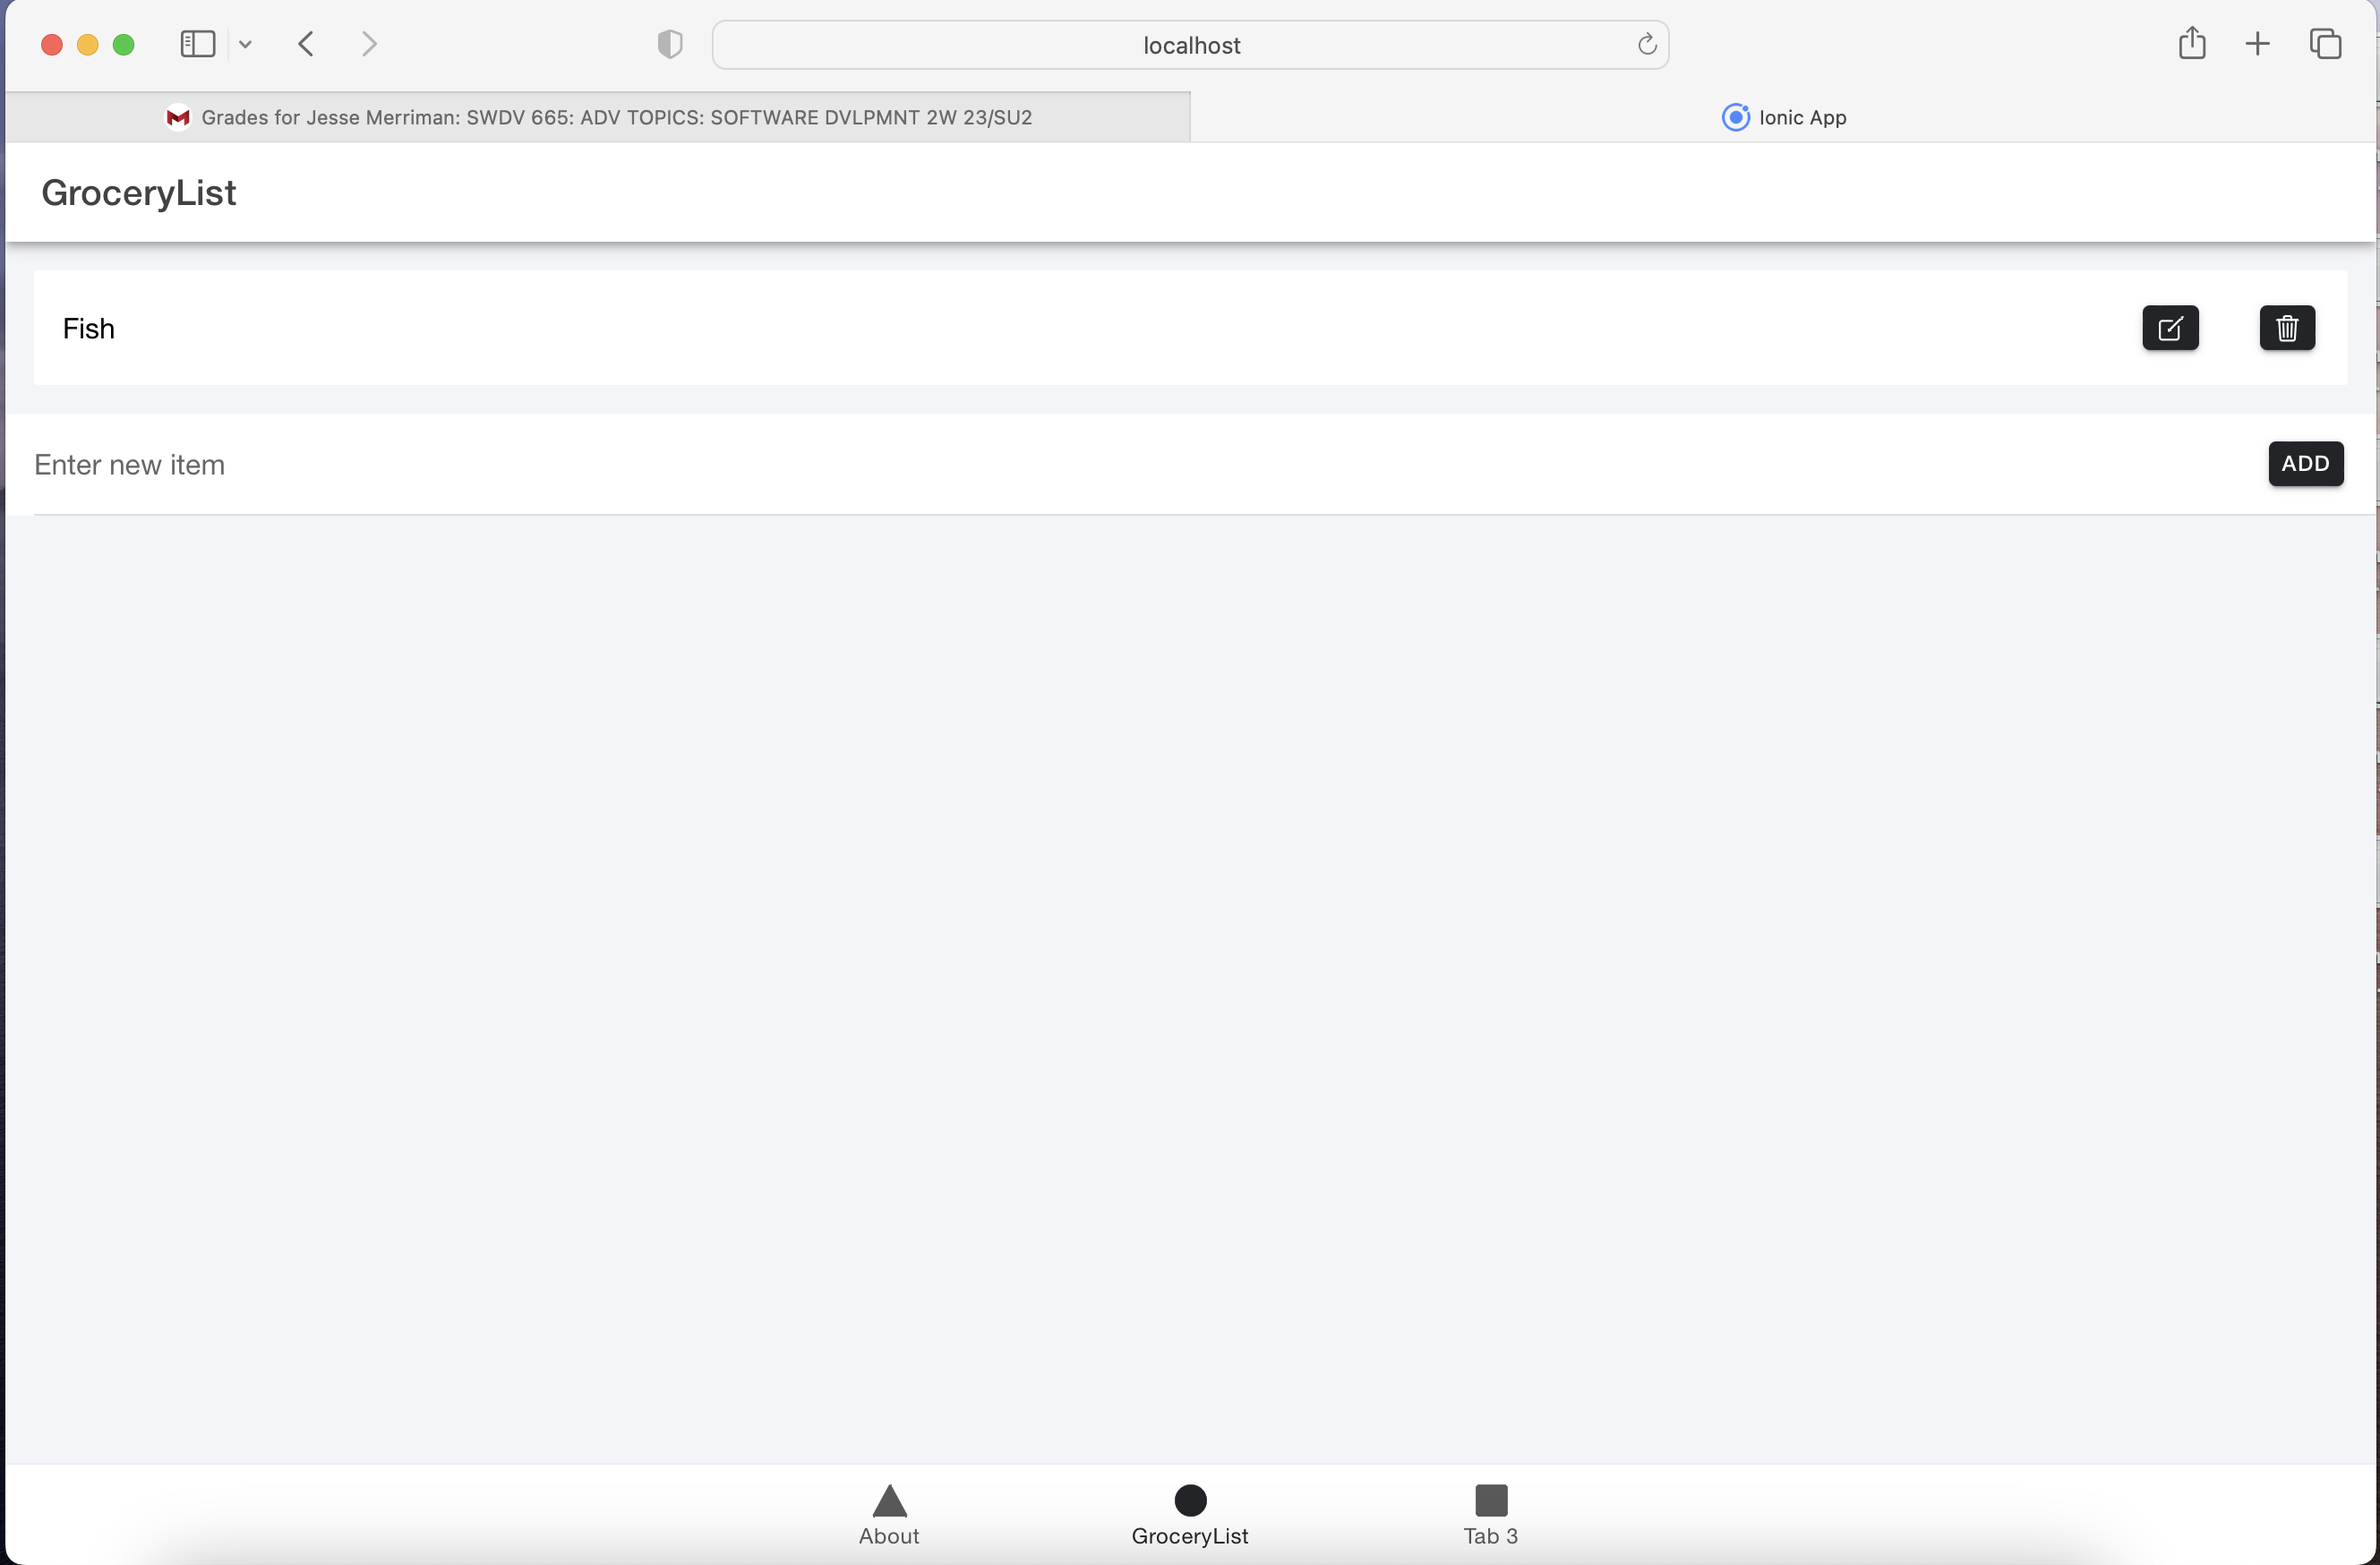 localhost
Grades for Jesse Merriman: SWDV 665: ADV TOPICS: SOFTWARE DVLPMNT 2W 23/SU2
Ionic App
GroceryList
Fish
Enter new item
ADD
About
GroceryList
Tab 3